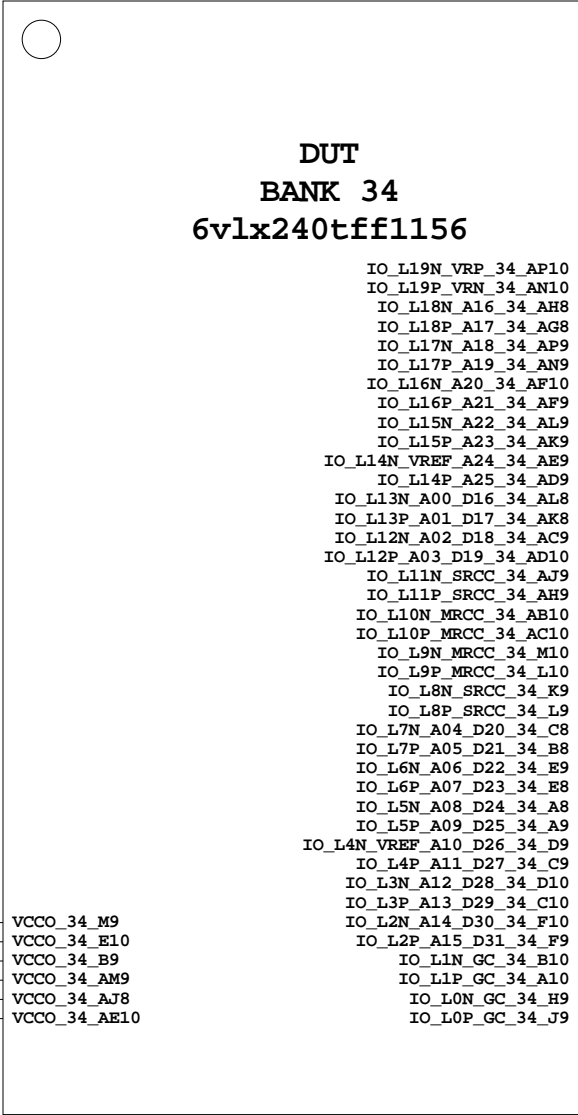 DUT
BANK 34
6vlx240tff1156
IO_L19N_VRP_34_AP10
IO_L19P_VRN_34_AN10
IO_L18N_A16_34_AH8
IO_L18P_A17_34_AG8
IO_L17N_A18_34_AP9
IO_L17P_A19_34_AN9
IO_L16N_A20_34_AF10
IO_L16P_A21_34_AF9
IO_L15N_A22_34_AL9
IO_L15P_A23_34_AK9
IO_L14N_VREF_A24_34_AE9
IO_L14P_A25_34_AD9
IO_L13N_A00_D16_34_AL8
IO_L13P_A01_D17_34_AK8
IO_L12N_A02_D18_34_AC9
IO_L12P_A03_D19_34_AD10
IO_L11N_SRCC_34_AJ9
IO_L11P_SRCC_34_AH9
IO_L10N_MRCC_34_AB10
IO_L10P_MRCC_34_AC10
IO_L9N_MRCC_34_M10
IO_L9P_MRCC_34_L10
IO_L8N_SRCC_34_K9
IO_L8P_SRCC_34_L9
IO_L7N_A04_D20_34_C8
IO_L7P_A05_D21_34_B8
IO_L6N_A06_D22_34_E9
IO_L6P_A07_D23_34_E8
IO_L5N_A08_D24_34_A8
IO_L5P_A09_D25_34_A9
IO_L4N_VREF_A10_D26_34_D9
IO_L4P_A11_D27_34_C9
IO_L3N_A12_D28_34_D10
IO_L3P_A13_D29_34_C10
VCCO_34_M9 IO_L2N_A14_D30_34_F10
VCCO_34_E10 IO_L2P_A15_D31_34_F9
VCCO_34_B9 IO_L1N_GC_34_B10
VCCO_34_AM9 IO_L1P_GC_34_A10
VCCO_34_AJ8 IO_L0N_GC_34_H9
VCCO_34_AE10 IO_L0P_GC_34_J9